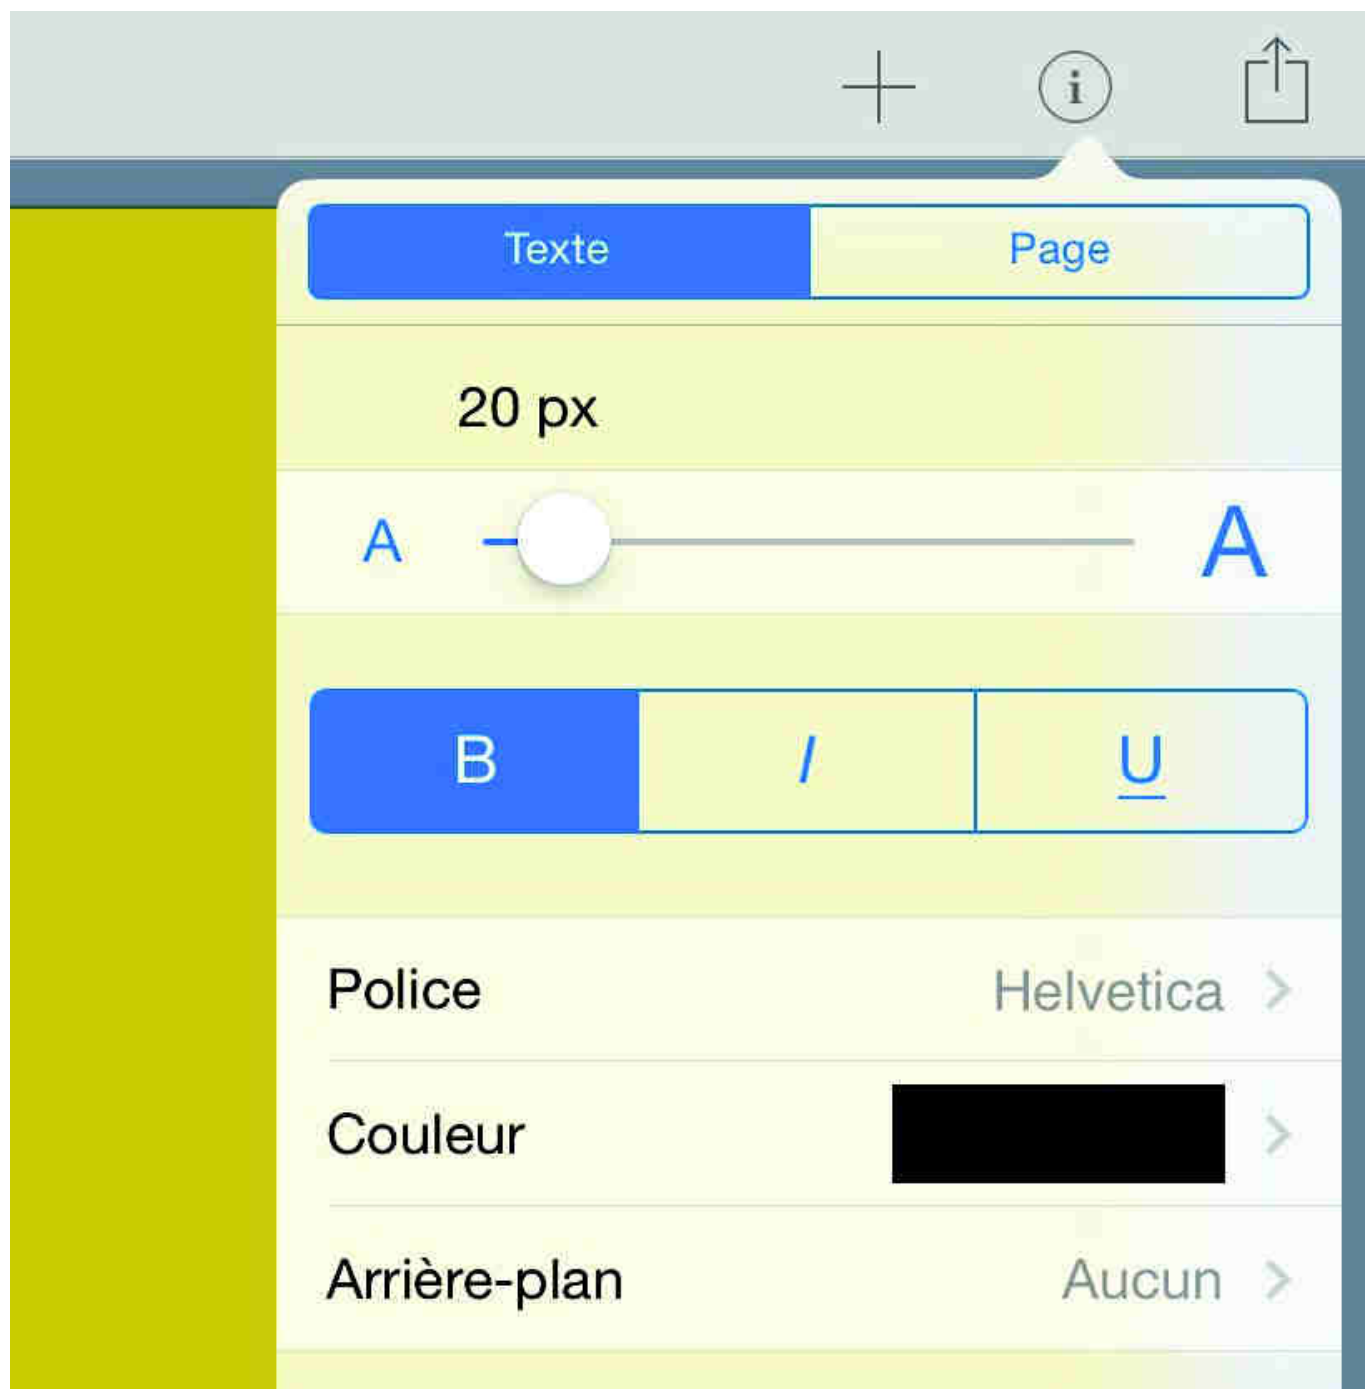 i
Texte Page
20 px
A A
B I U
Police Helvetica >
Couleur >
Arrière-plan Aucun >